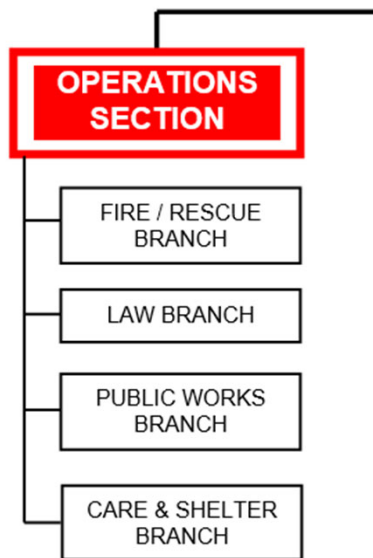 OPERATIONS
SECTION
FIRE / RESCUE
BRANCH
LAW BRANCH
PUBLIC WORKS
BRANCH
CARE & SHELTER
BRANCH